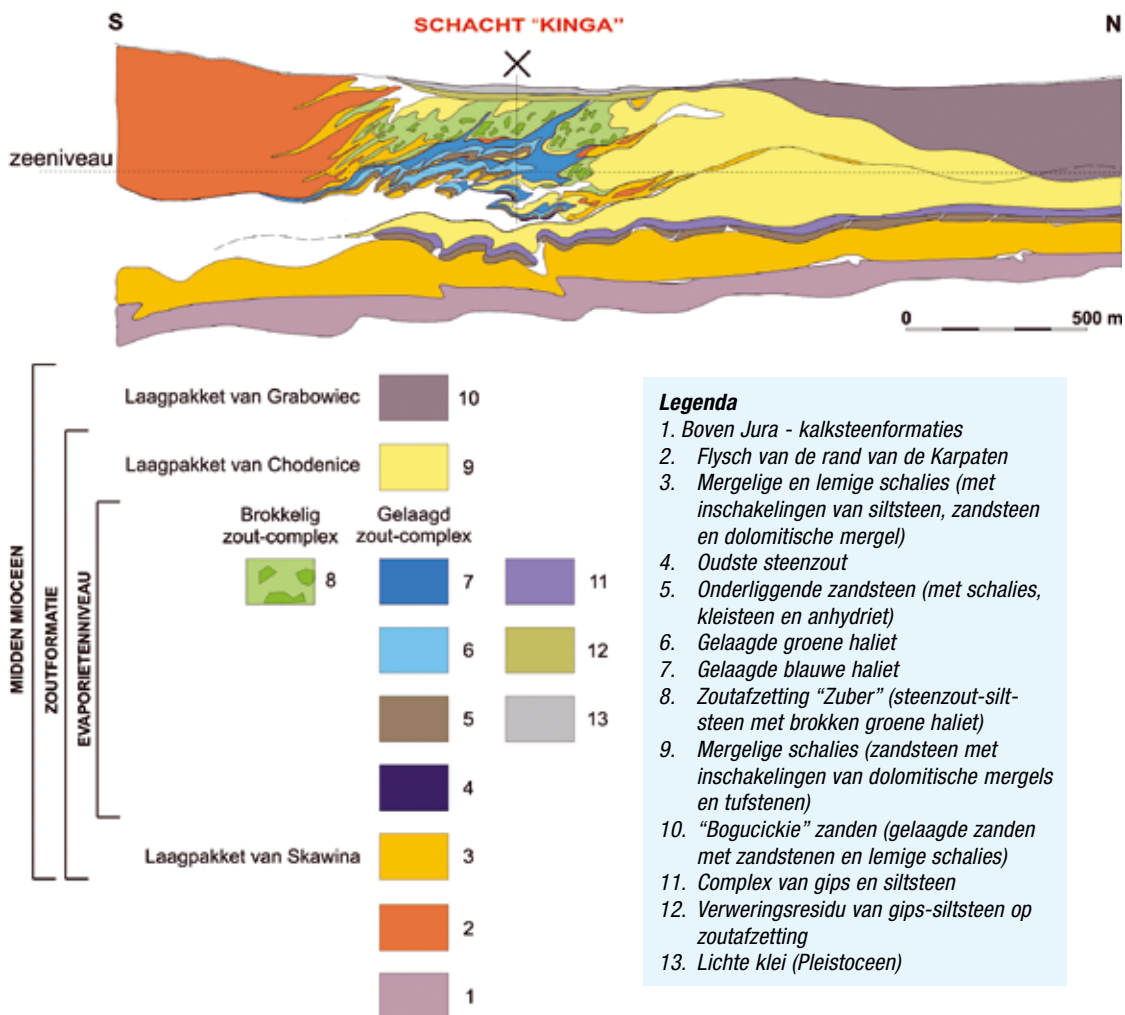 S
SCHACHT "KINGA"
N
zeeniveau
0
500 m
Laagpakket van Grabowiec
10
Laagpakket van Chodenice
9
Brokkelig
zout-complex
Gelaagd
zout-complex
8
7
11
6
12
5
13
4
Laagpakket van Skawina
3
2
1
MIDDEN MIOCEEN
ZOUTFORMATIE
EVAPORIETENNIVEAU
Legenda
1. Boven Jura - kalksteenformaties
2. Flysch van de rand van de Karpaten
3. Mergelige en lemige schalies (met
inschakelingen van siltsteen, zandsteen
en dolomitische mergel)
4. Oudste steenzout
5. Onderliggende zandsteen (met schalies,
kleisteen en anhydriet)
6. Gelaagde groene haliet
7. Gelaagde blauwe haliet
8. Zoutafzetting "Zuber" (steenzout-silt-
steen met brokken groene haliet)
9. Mergelige schalies (zandsteen met
inschakelingen van dolomitische mergels
en tufstenen)
10. "Bogucickie" zanden (gelaagde zanden
met zandstenen en lemige schalies)
11. Complex van gips en siltsteen
12. Verweringsresidu van gips-siltsteen op
zoutafzetting
13. Lichte klei (Pleistoceen)